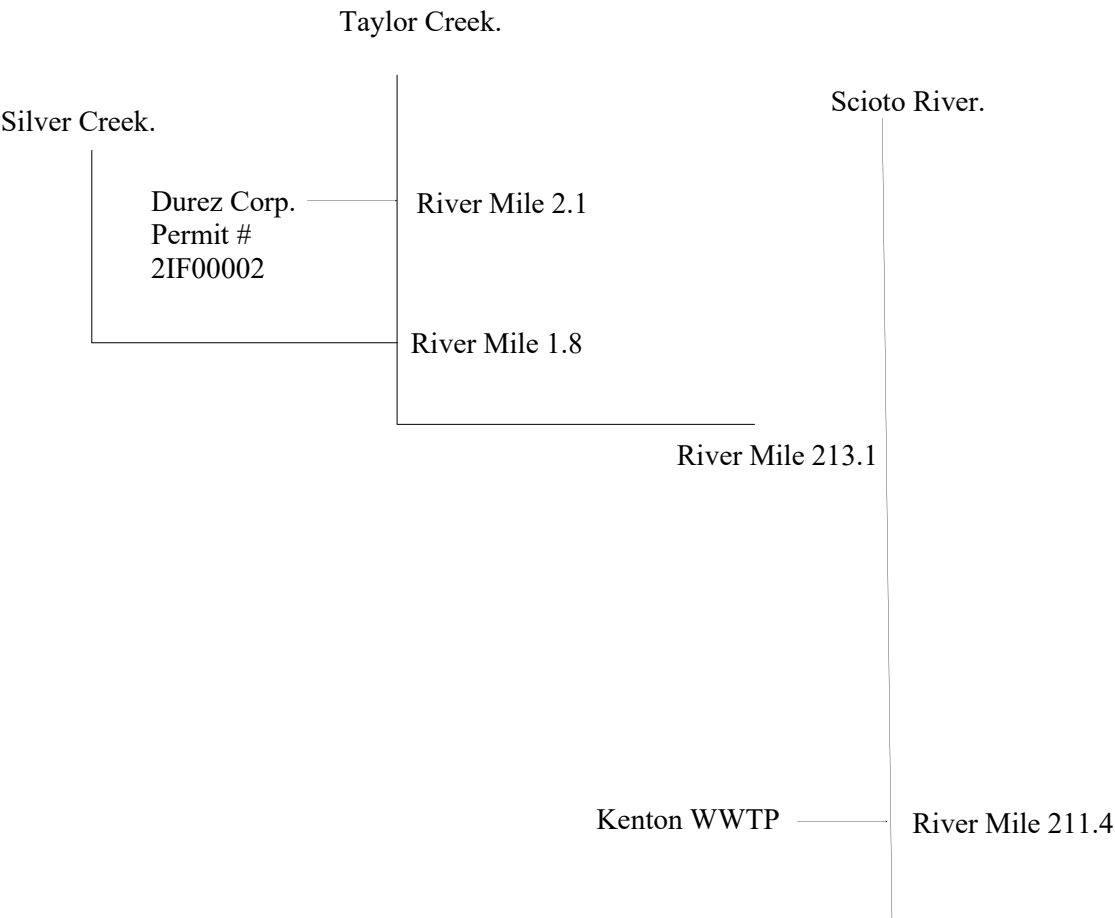 Taylor Creek.
Scioto River.
Silver Creek.
Durez Corp.
Permit #
2IF00002
River Mile 2.1
River Mile 1.8
River Mile 213.1
Kenton WWTP
River Mile 211.4